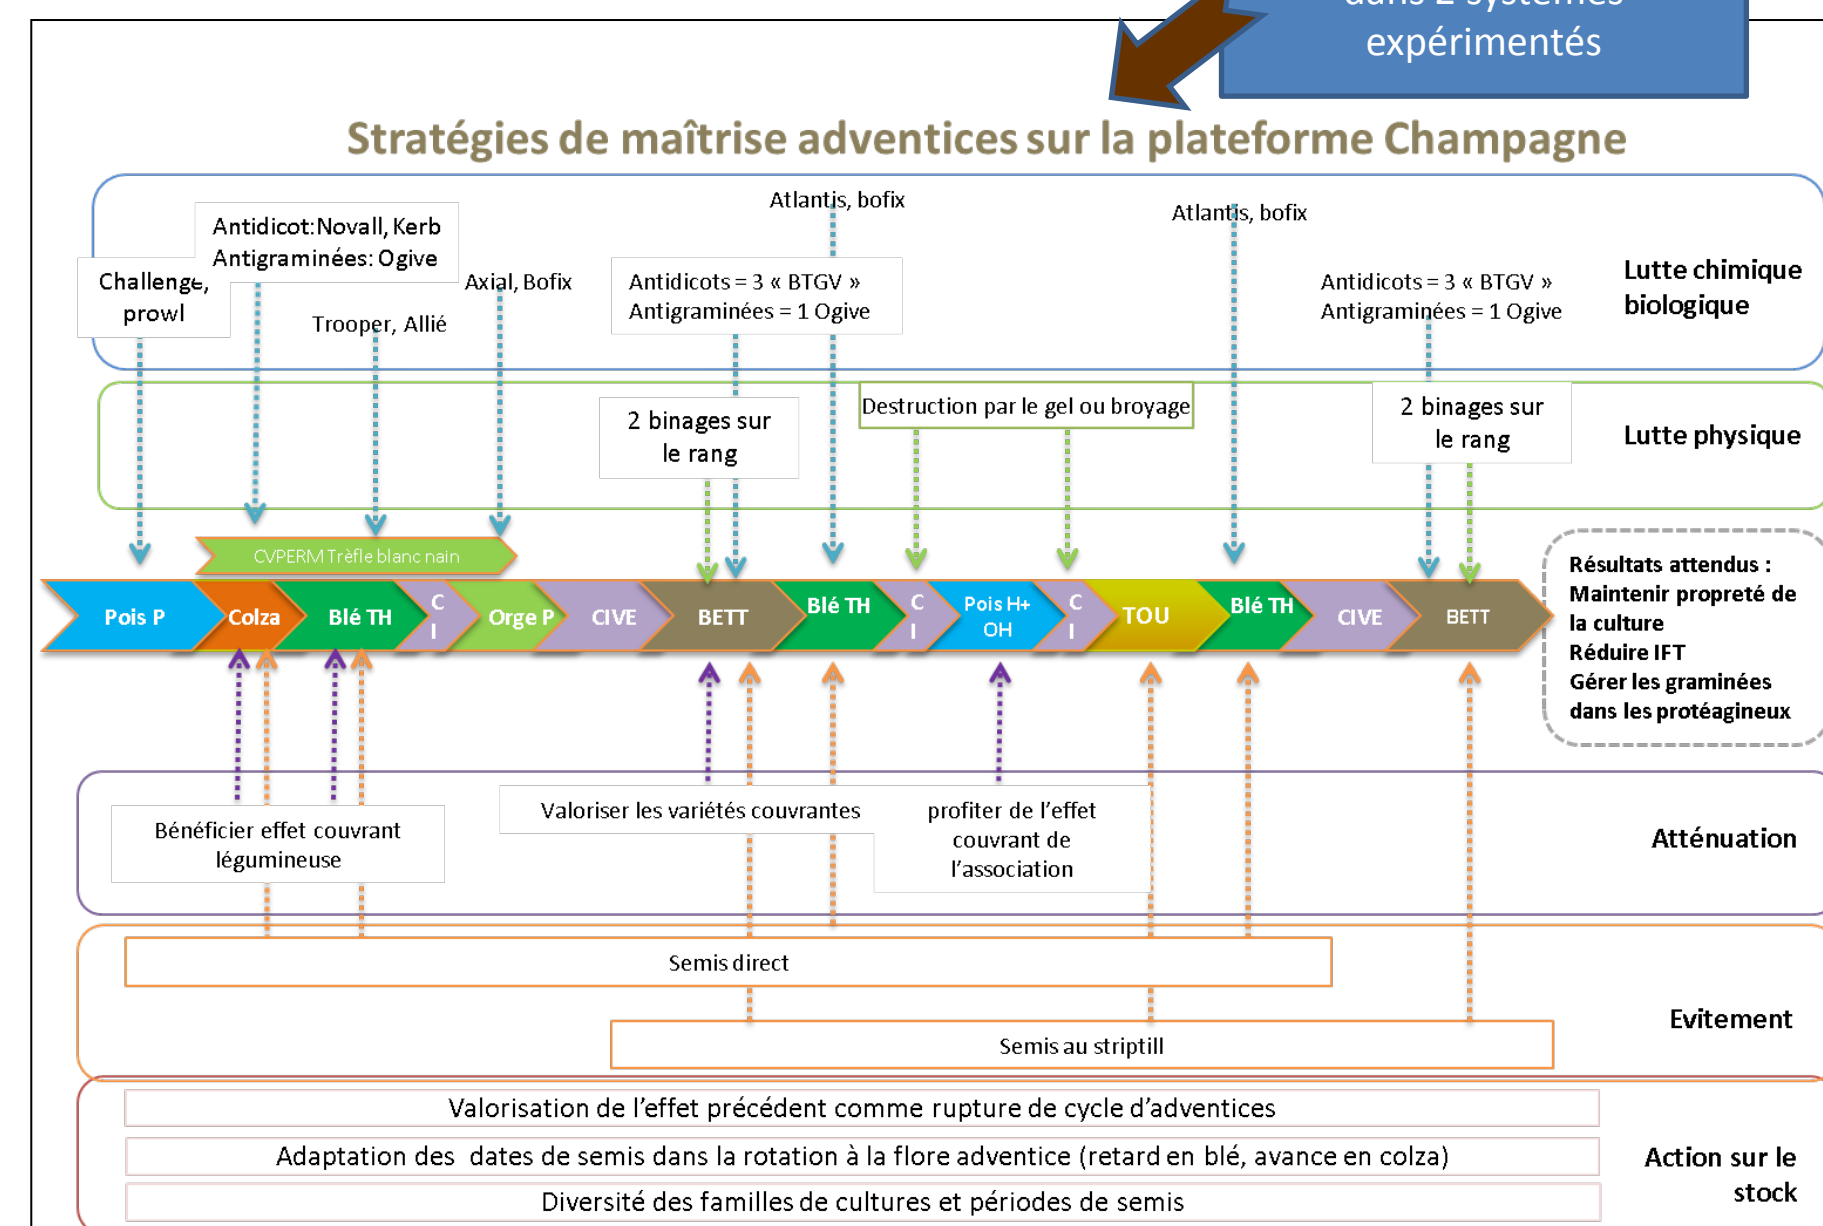 dans 2 systèmes
expérimentés
Stratégies de maîtrise adventices sur la plateforme Champagne
Atlantis, bofix
Atlantis, bofix
Antidicot:Novall, Kerb
Antigraminées: Ogive
Challenge,
prowl
Trooper, Allié
Axial, Bofix
Antidicots = 3 « BTGV »
Antigraminées = 1 Ogive
Antidicots = 3 « BTGV »
Antigraminées = 1 Ogive
Lutte chimique
biologique
2 binages sur
le rang
Destruction par le gel ou broyage
2 binages sur
le rang
Lutte physique
CVPERM Trèfle blanc nain
Pois P
Colza
Blé TH
C
I
Orge P
CIVE
BETT
Blé TH
C
I
Pois H+
OH
C
I
TOU
Blé TH
CIVE
BETT
Résultats attendus :
Maintenir propreté de
la culture
Réduire IFT
Gérer les graminées
dans les protéagineux
Bénéficier effet couvrant
légumineuse
Valoriser les variétés couvrantes
profiter de l'effet
couvrant de
l'association
Atténuation
Semis direct
Semis au striptill
Evitement
Valorisation de l'effet précédent comme rupture de cycle d'adventices
Adaptation des  dates de semis dans la rotation à la flore adventice (retard en blé, avance en colza)
Diversité des familles de cultures et périodes de semis
Action sur le
stock